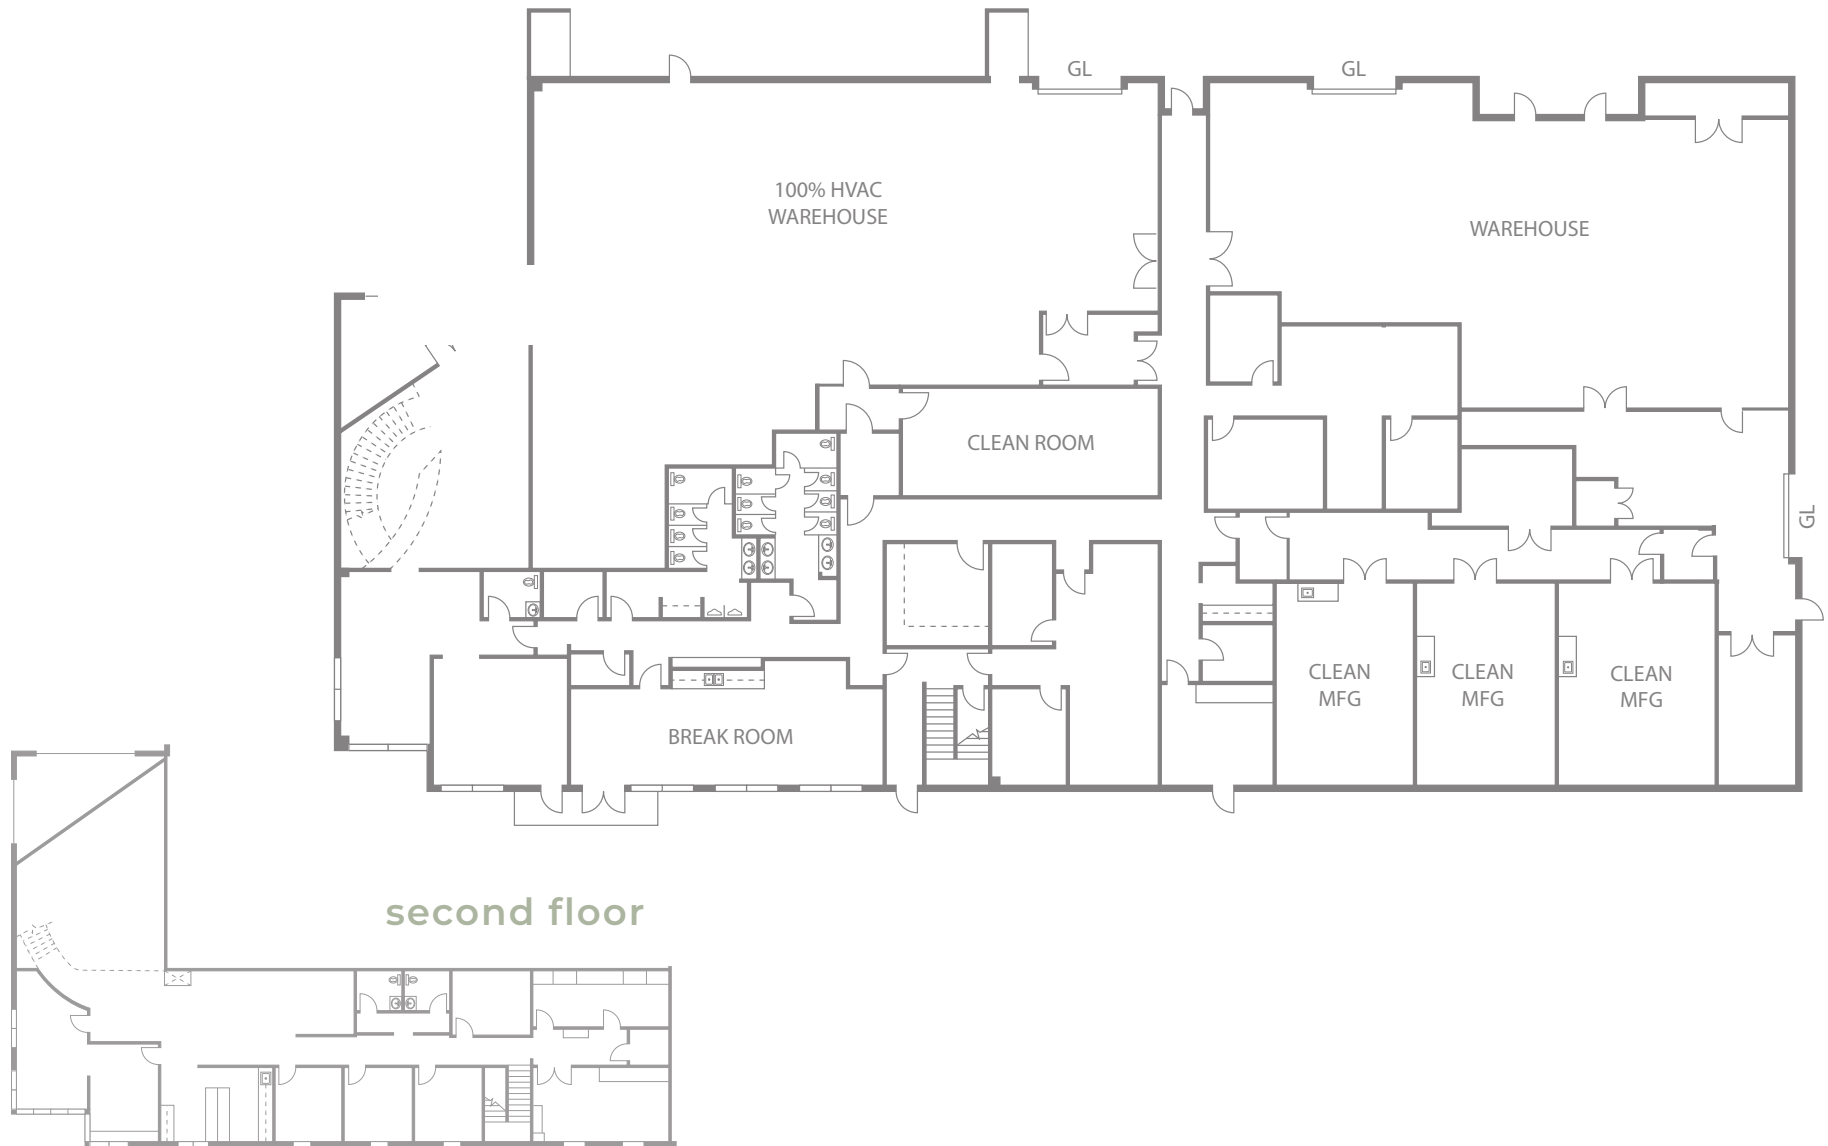 GL
GL
100% HVAC
WAREHOUSE
WAREHOUSE
CLEAN ROOM
GL
CLEAN
MFG
CLEAN
MFG
CLEAN
MFG
BREAK ROOM
second floor